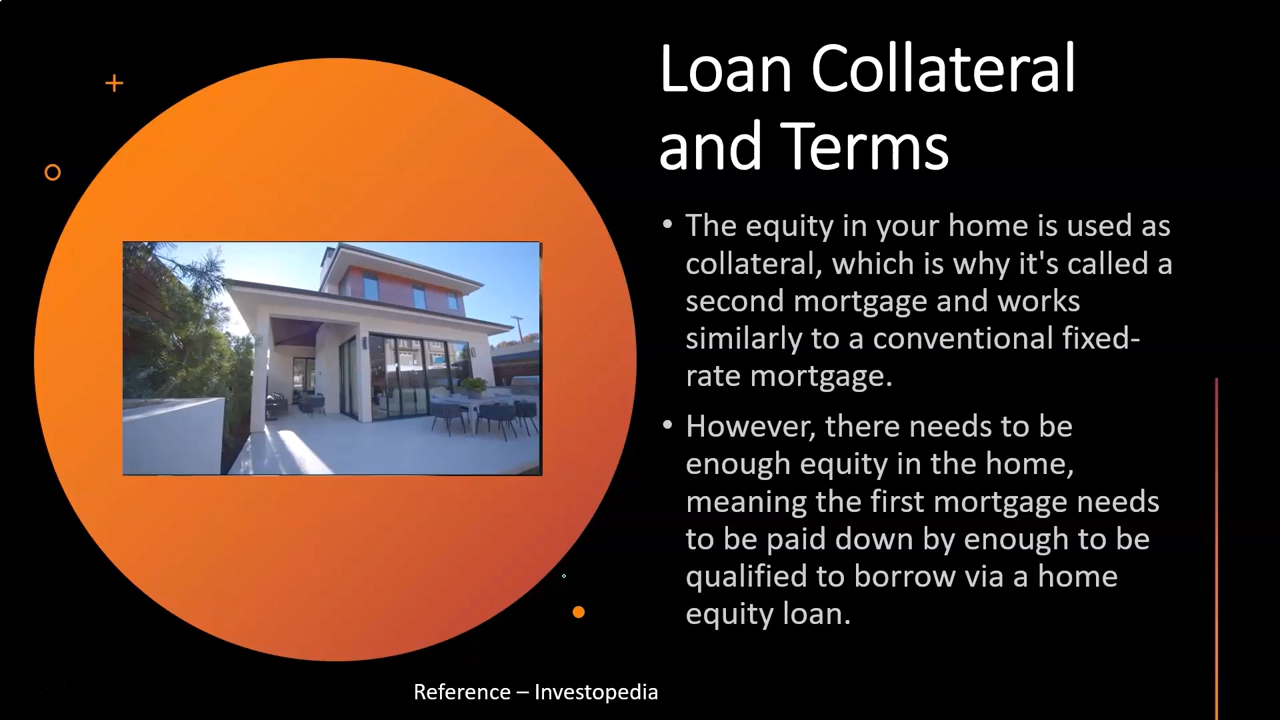 Loan Collateral
and Terms
• The equity in your home is used as
collateral, which is why it's called a
second mortgage and works
similarly to a conventional fixed-
rate mortgage.
• However, there needs to be
enough equity in the home,
meaning the first mortgage needs
to be paid down by enough to be
qualified to borrow via a home
equity loan.
Reference – Investopedia